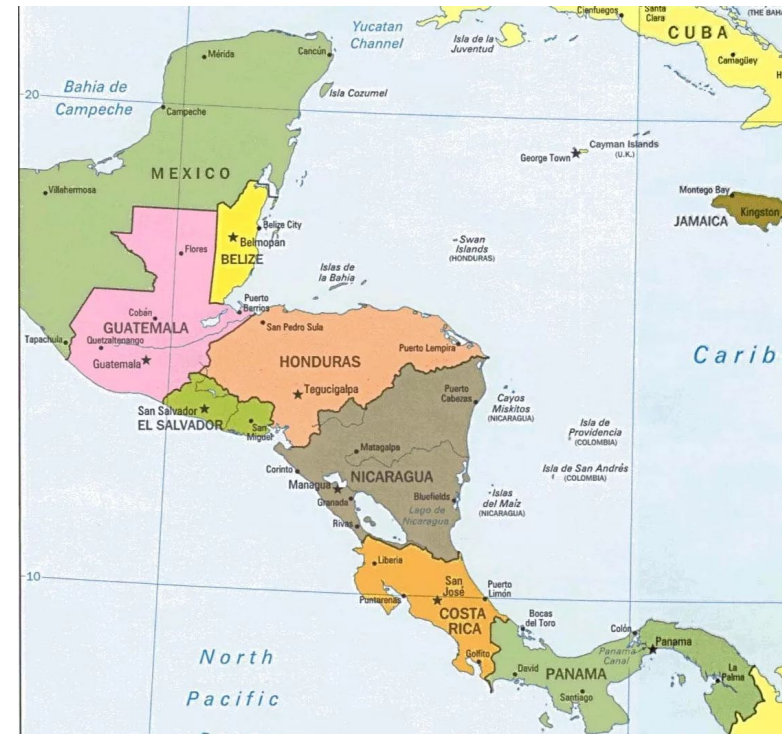 Cienfuegos
Santa
Clara
(THE BAHA
Yucatan
Channel
CUBA
Isla de la
Juventud
Mérida
Cancún
Camagüey
H
Bahia de
Campeche
20
Isla Cozumel
Campeche
Cayman Islands
(U.K.)
George Town
MEXICO
Villahermosa
Montego Bay
Kingston
JAMAICA
Belize City
Belmopan
BELIZE
Flores
Swan
Islands
(HONDURAS)
Islas de
la Bahia
Puerto
Barrios
Cobán
GUATEMALA
San Pedro Sula
Tapachula
Quetzaltenango
Guatemala
Puerto Lempira
HONDURAS
Carib
Tegucigalpa
Puerto
Cabezas
Cayos
Miskitos
(NICARAGUA)
San Salvador
EL SALVADOR
San
Miguel
Isla de
Providencia
(COLOMBIA)
Matagalpa
Corinto
NICARAGUA
Isla de San Andrés
(COLOMBIA)
Managua
Granada
Bluefields
Islas
del Maíz
(NICARAGUA)
Lago de
Nicaragua
Rivas
10
Liberia
San
José
Puerto
Limón
Puntarenas
COSTA
RICA
Bocas
del Toro
Colón
Panama
Panama
Canal
Golfito
North
Pacific
David
PANAMA
La
Palma
Santiago